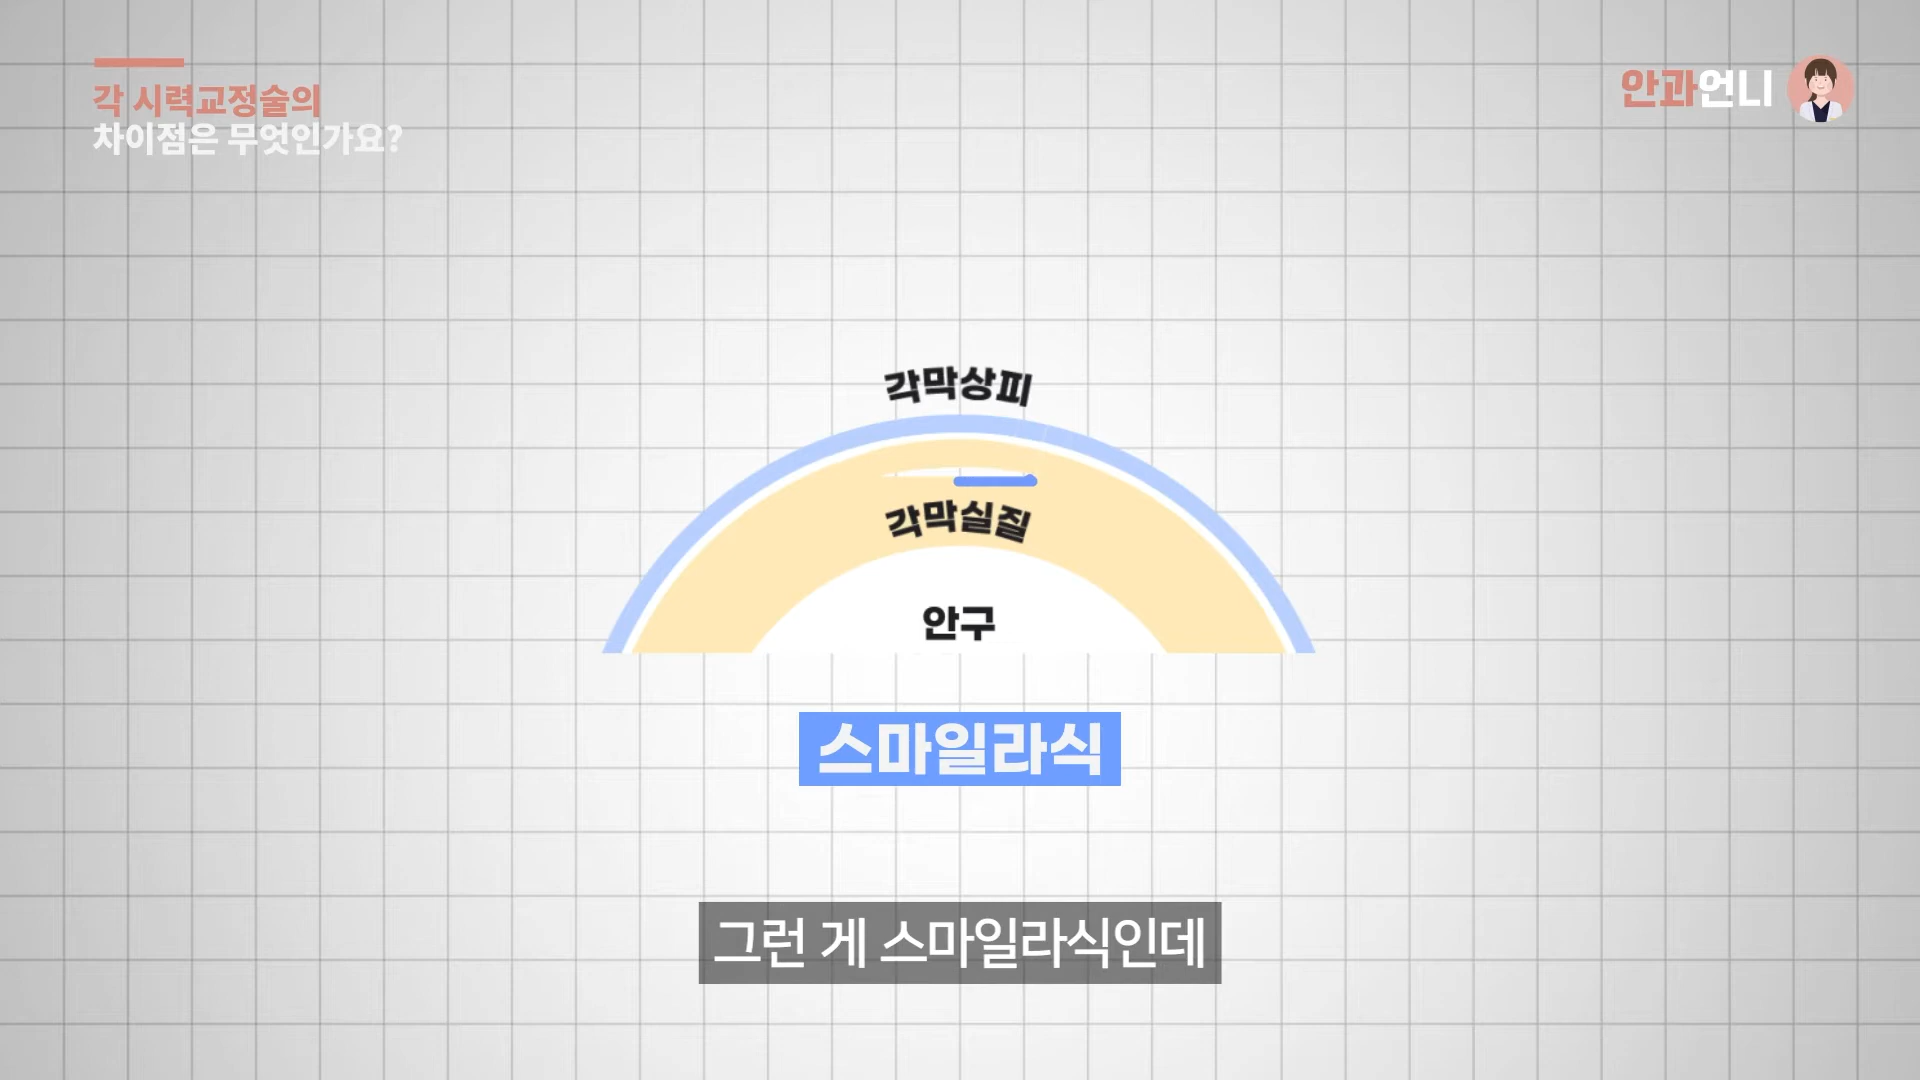 각 시력교정술의
차이점은 무엇인가요?
안과언니
각막상피
각막실질
안구
스마일라식
그런 게 스마일라식인데